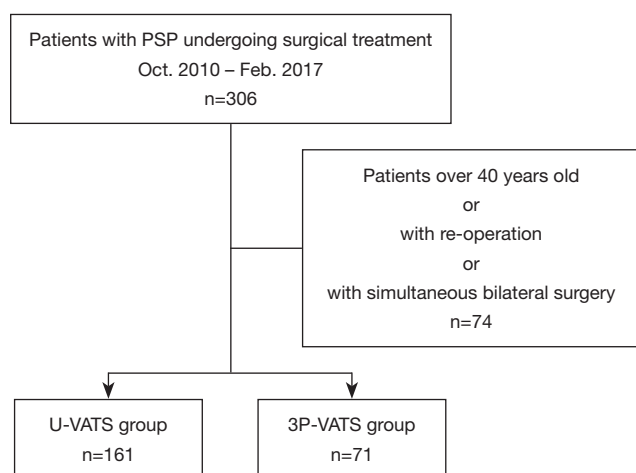 Patients with PSP undergoing surgical treatment
Oct. 2010 – Feb. 2017
n=306
Patients over 40 years old
or
with re-operation
or
with simultaneous bilateral surgery
n=74
U-VATS group
n=161
3P-VATS group
n=71